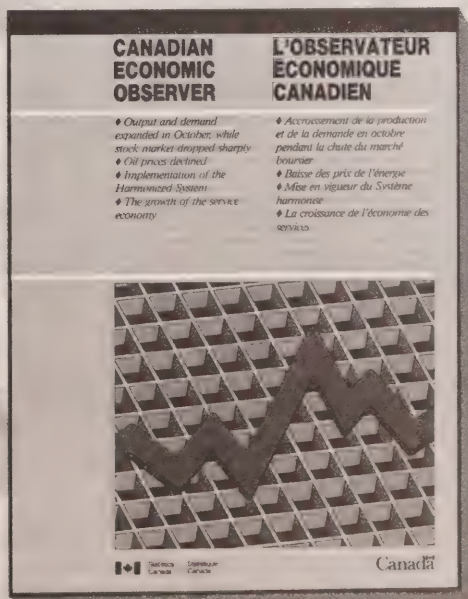 CANADIAN
ECONOMIC
OBSERVER
♦ Output and demand
expanded in October, while
stock market dropped sharply
♦ Oil prices declined
♦ Implementation of the
Harmonized System
♦ The growth of the service
economy
L'OBSERVATEUR
ÉCONOMIQUE
CANADIEN
♦ Accroissement de la production
et de la demande en octobre
pendant la chute du marché
boursier
♦ Baisse des prix de l'énergie
♦ Mise en vigueur du Système
harmonisé
♦ La croissance de l'économie des
services
Statistics
Canada
Statistique
Canada
Canada